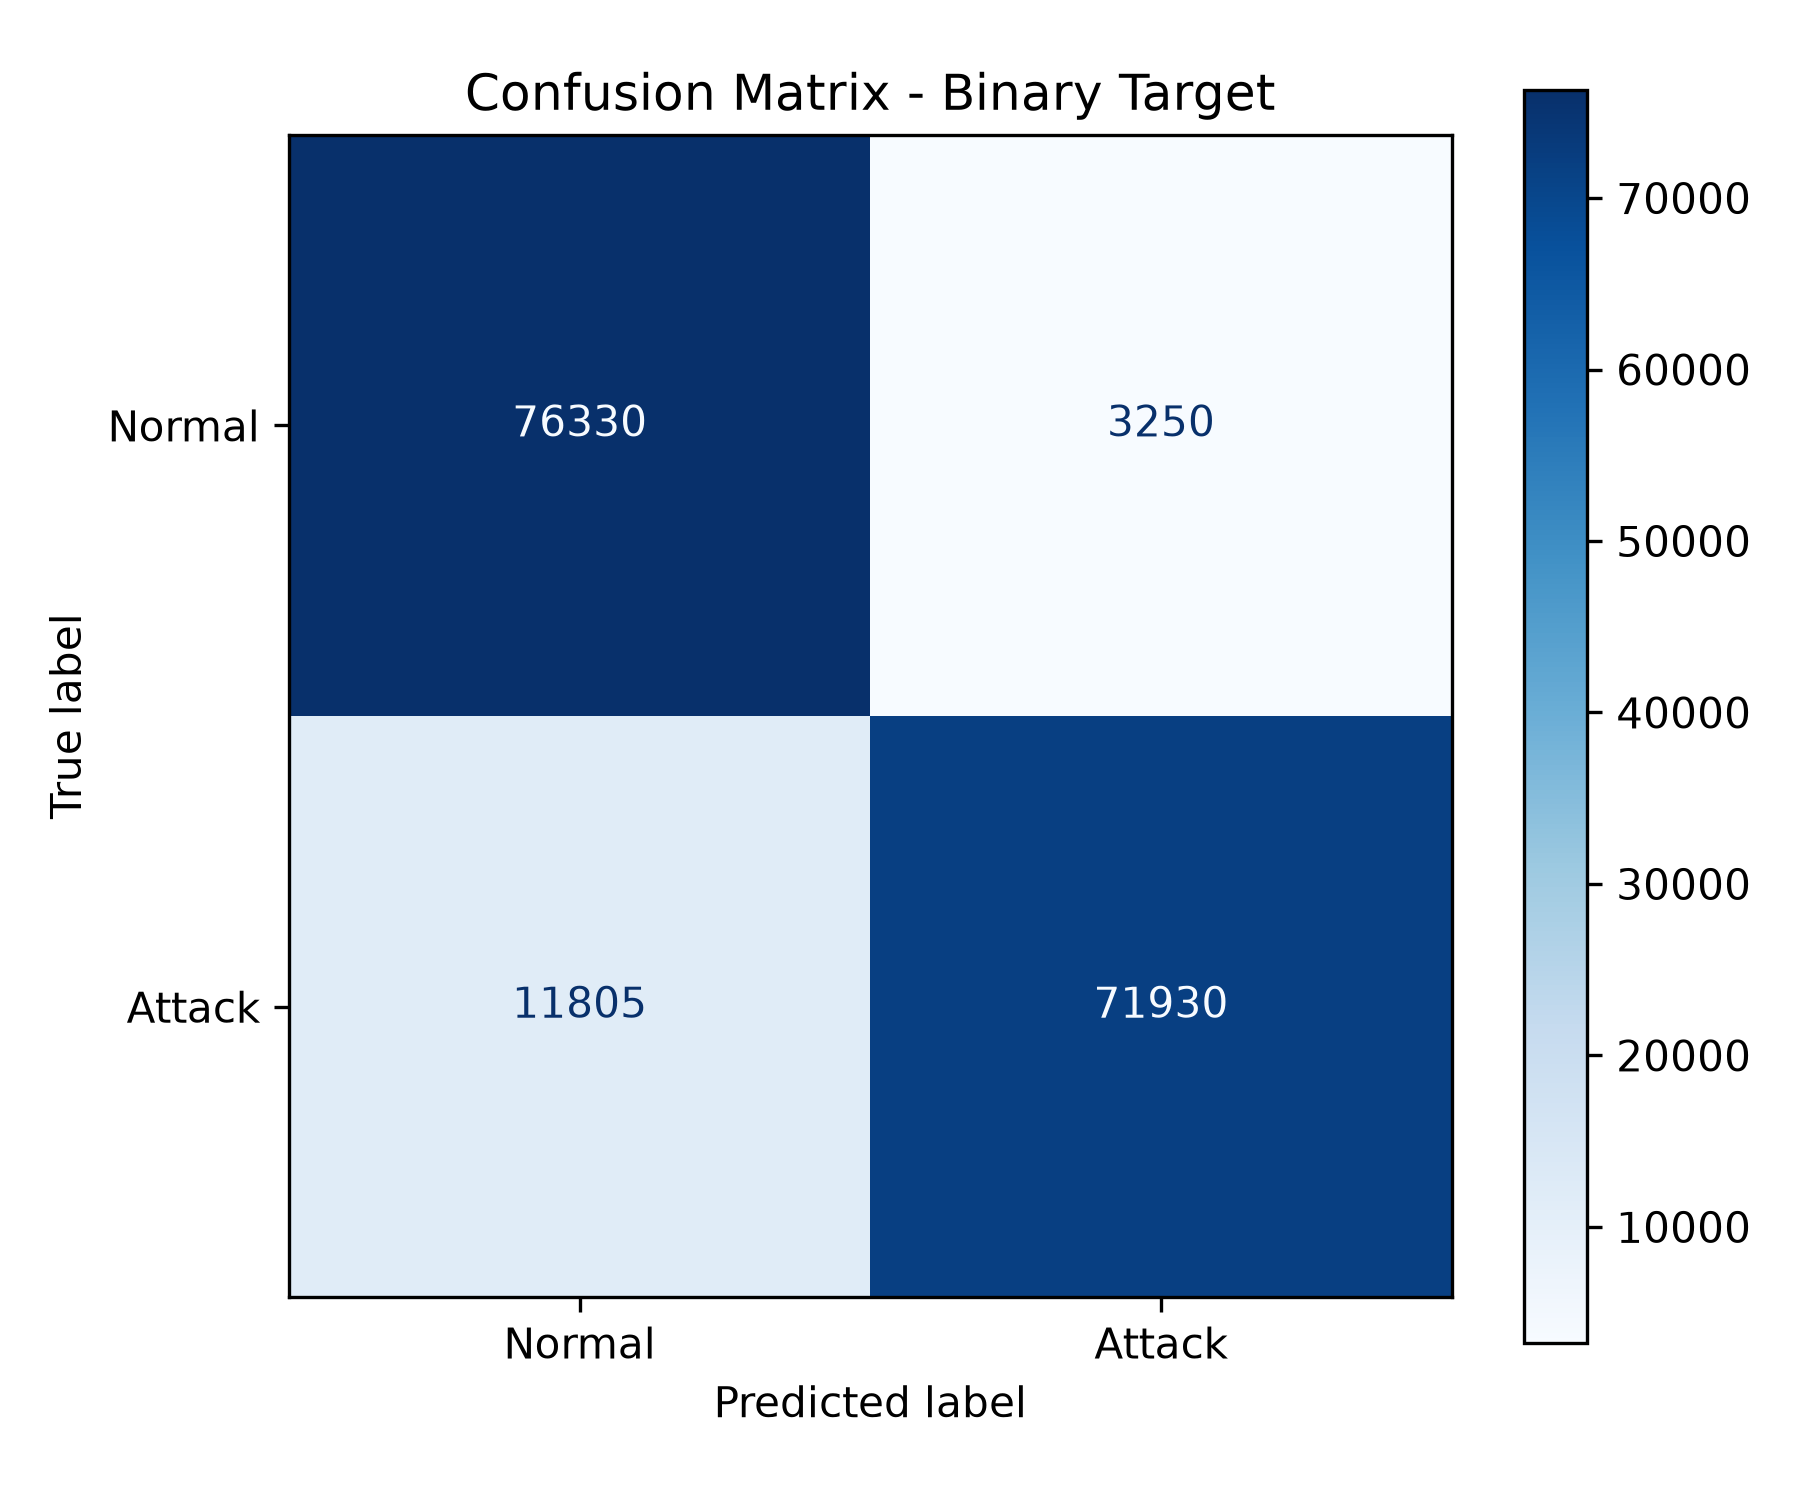 Confusion Matrix - Binary Target
True label
Normal
76330
3250
Attack
11805
71930
Normal
Attack
Predicted label
70000
60000
50000
40000
30000
20000
10000